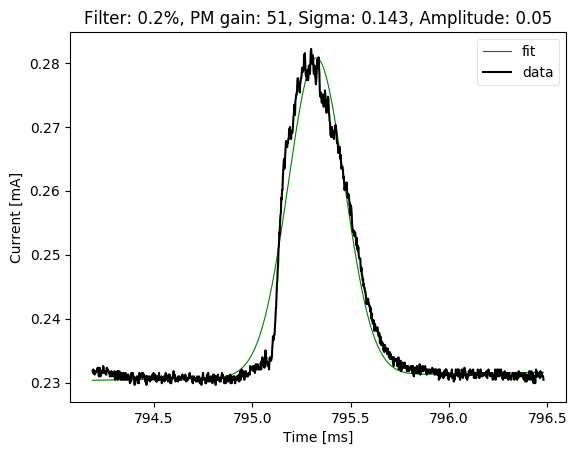 Filter: 0.2%, PM gain: 51, Sigma: 0.143, Amplitude: 0.05
fit
data
0.28
0.27
0.26
0.25
0.24
0.23
Current [mA]
794.5 795.0 795.5 796.0 796.5
Time [ms]